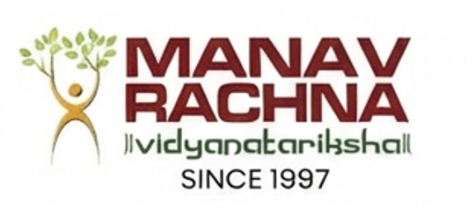 MANAV
RACHNA
॥vidyanatariksha॥
SINCE 1997